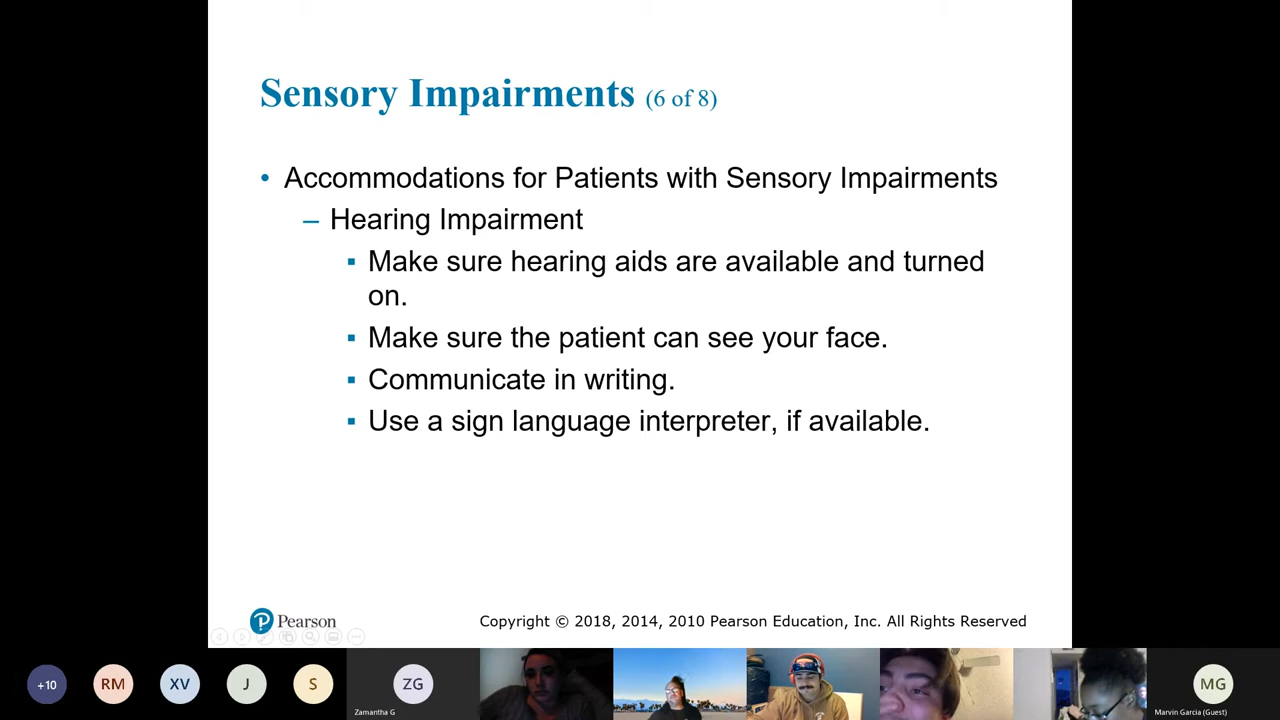 Sensory Impairments (6 of 8)
• Accommodations for Patients with Sensory Impairments
– Hearing Impairment
▪ Make sure hearing aids are available and turned
on.
▪ Make sure the patient can see your face.
▪ Communicate in writing.
▪ Use a sign language interpreter, if available.
Pearson
Copyright © 2018, 2014, 2010 Pearson Education, Inc. All Rights Reserved
+10
RM
XV
J
S
ZG
MG
Zamantha G
Marvin Garcia (Guest)